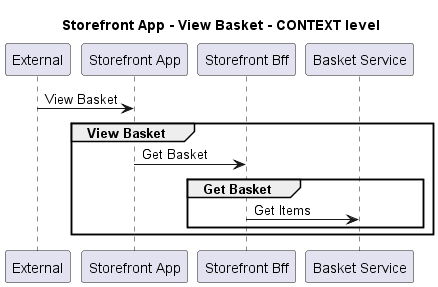 Storefront App - View Basket - CONTEXT level
External
Storefront App
Storefront Bff
Basket Service
View Basket
View Basket
Get Basket
Get Basket
Get Items
External
Storefront App
Storefront Bff
Basket Service